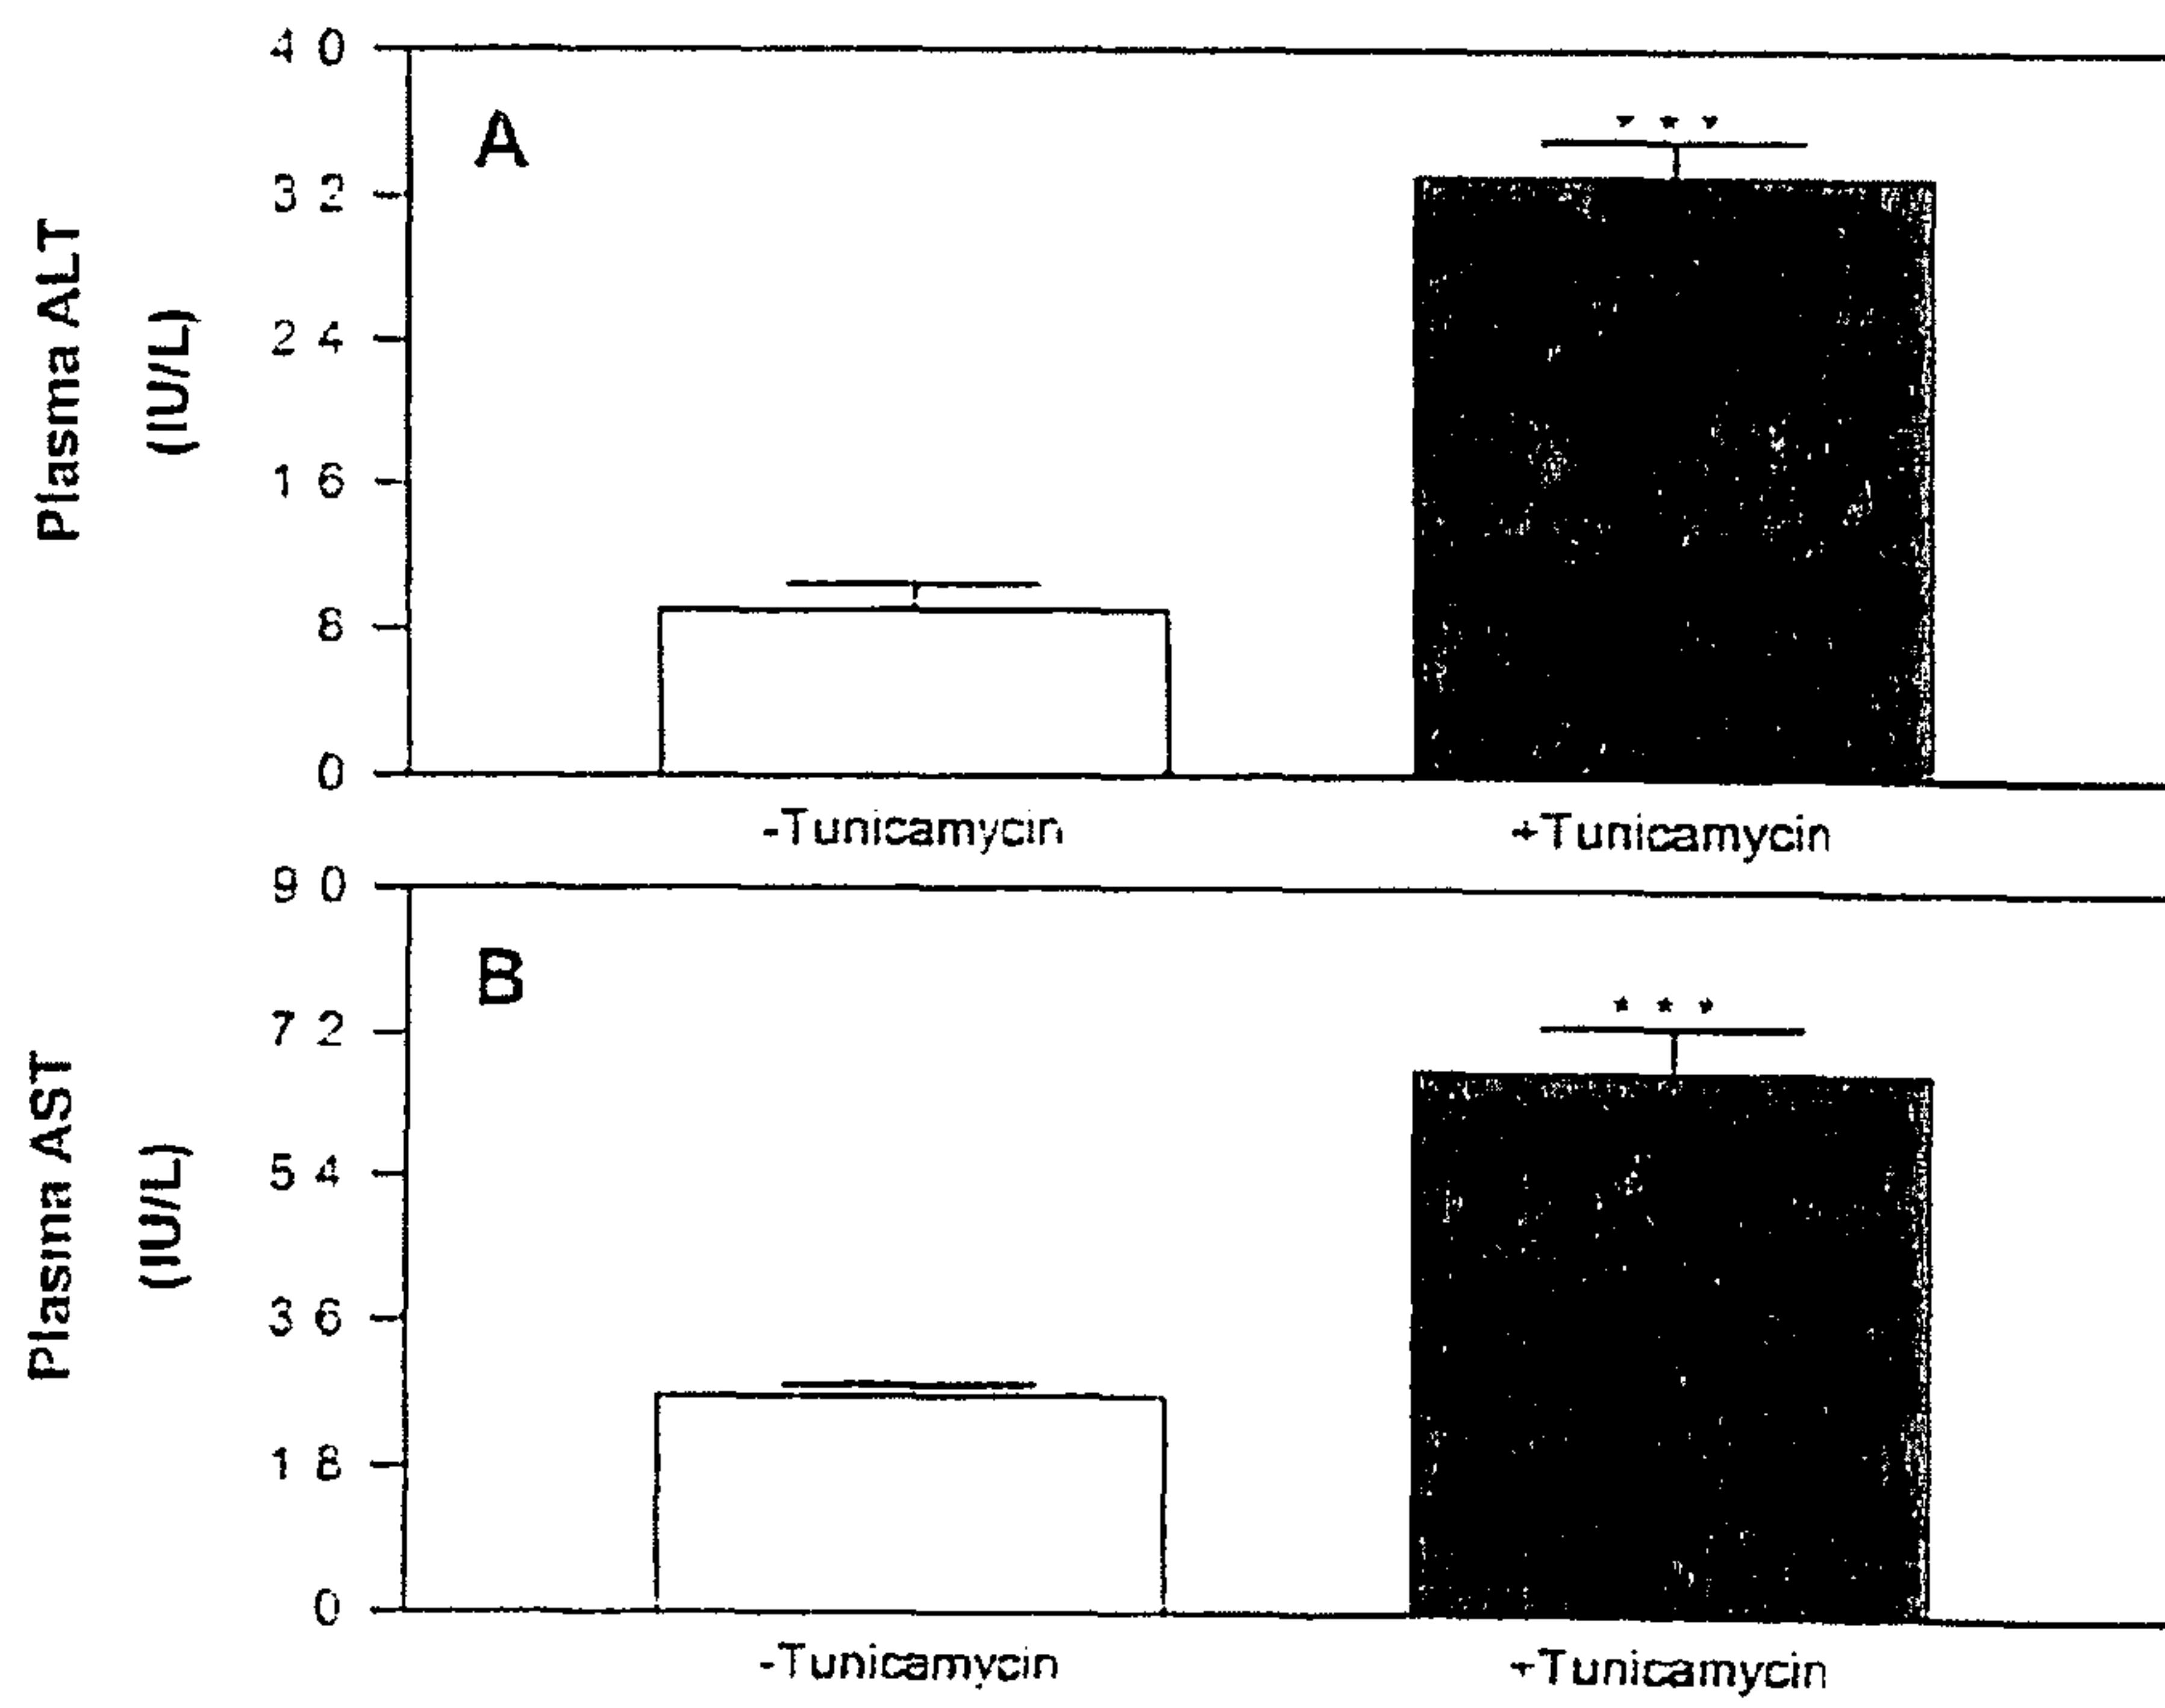 40
A
***
32
Plasma ALT
(IU/L)
24
16
8
0
-Tunicamycin
+Tunicamycin
90
B
***
72
Plasma AST
(IU/L)
54
36
18
0
-Tunicamycin
+Tunicamycin